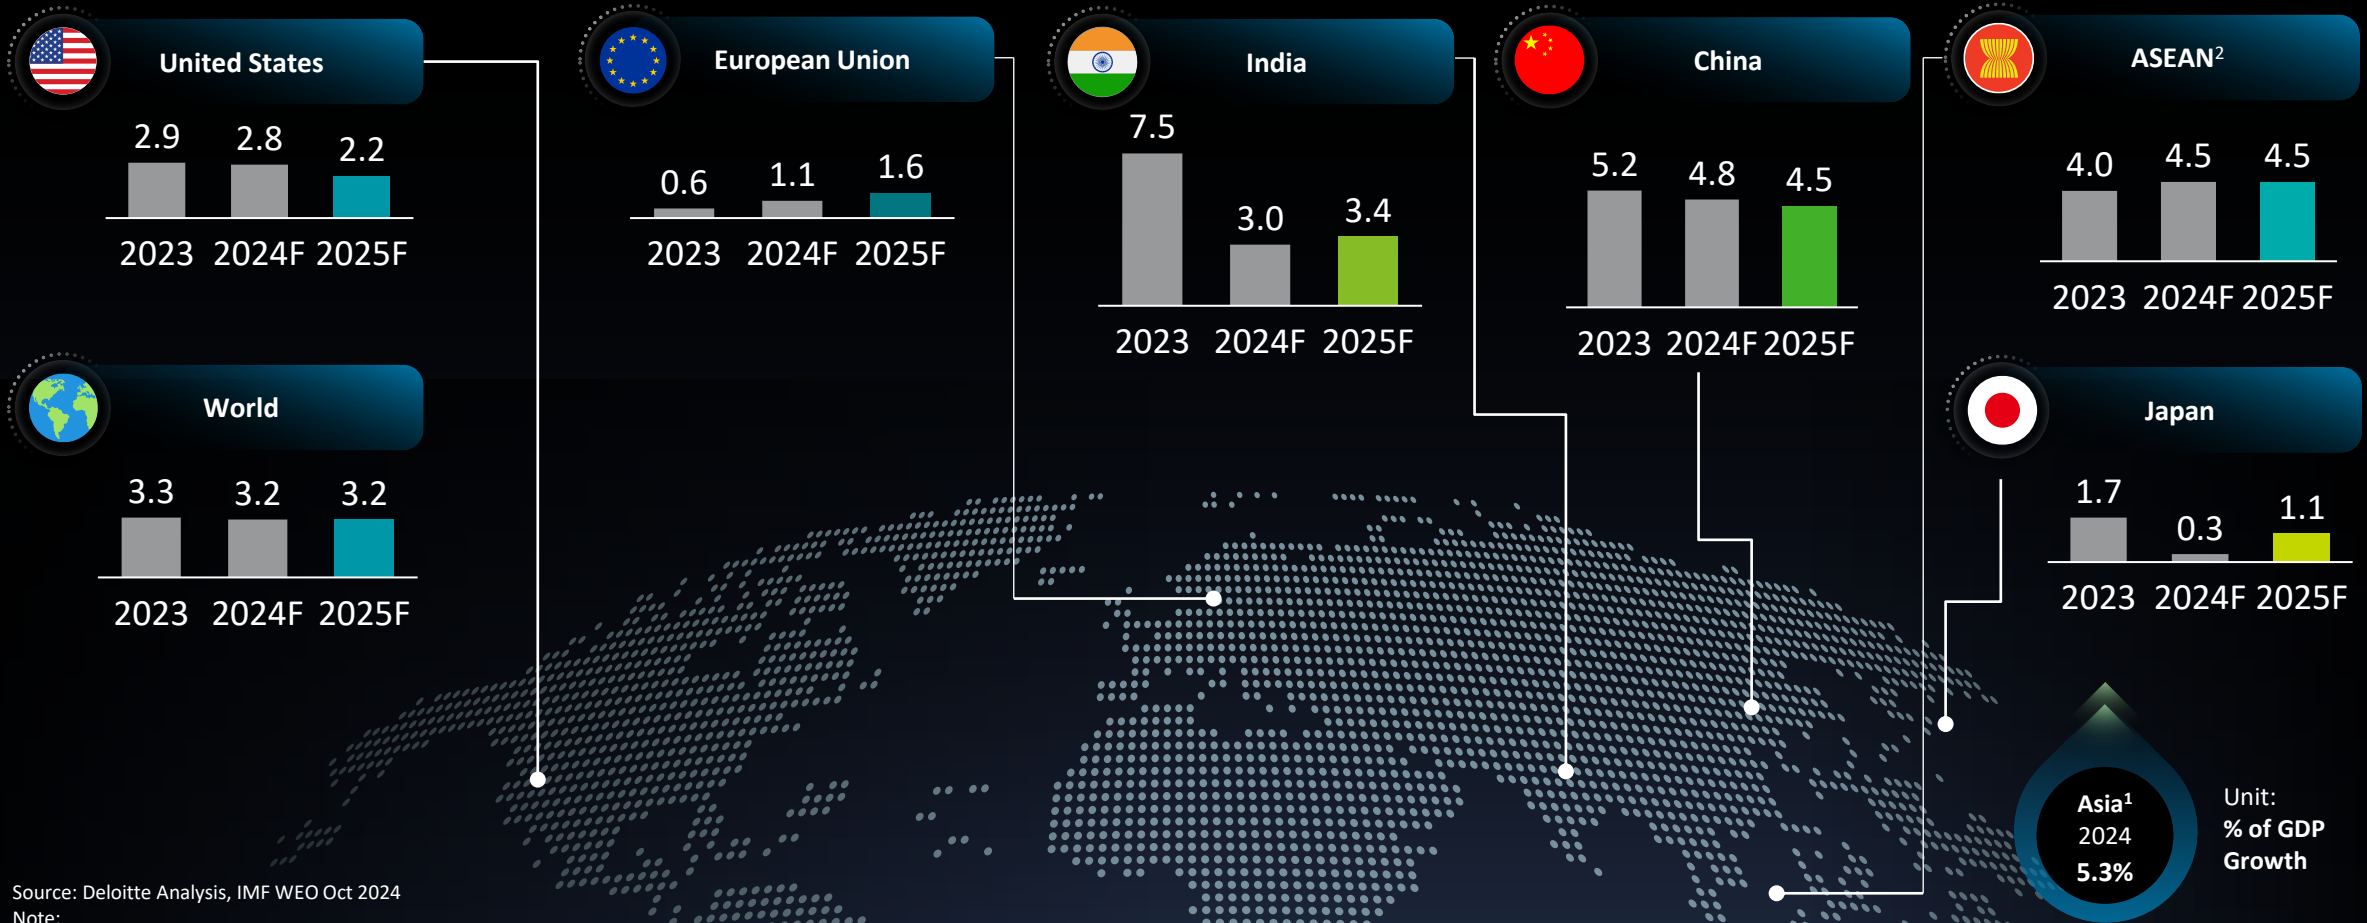 United States
2.9 2.8 2.2
2023 2024F 2025F
European Union
0.6 1.1 1.6
2023 2024F 2025F
India
7.5 3.0 3.4
2023 2024F 2025F
China
5.2 4.8 4.5
2023 2024F 2025F
ASEAN²
4.0 4.5 4.5
2023 2024F 2025F
World
3.3 3.2 3.2
2023 2024F 2025F
Japan
1.7 0.3 1.1
2023 2024F 2025F
Asia¹
2024
5.3%
Unit:
% of GDP
Growth
Source: Deloitte Analysis, IMF WEO Oct 2024
Note: